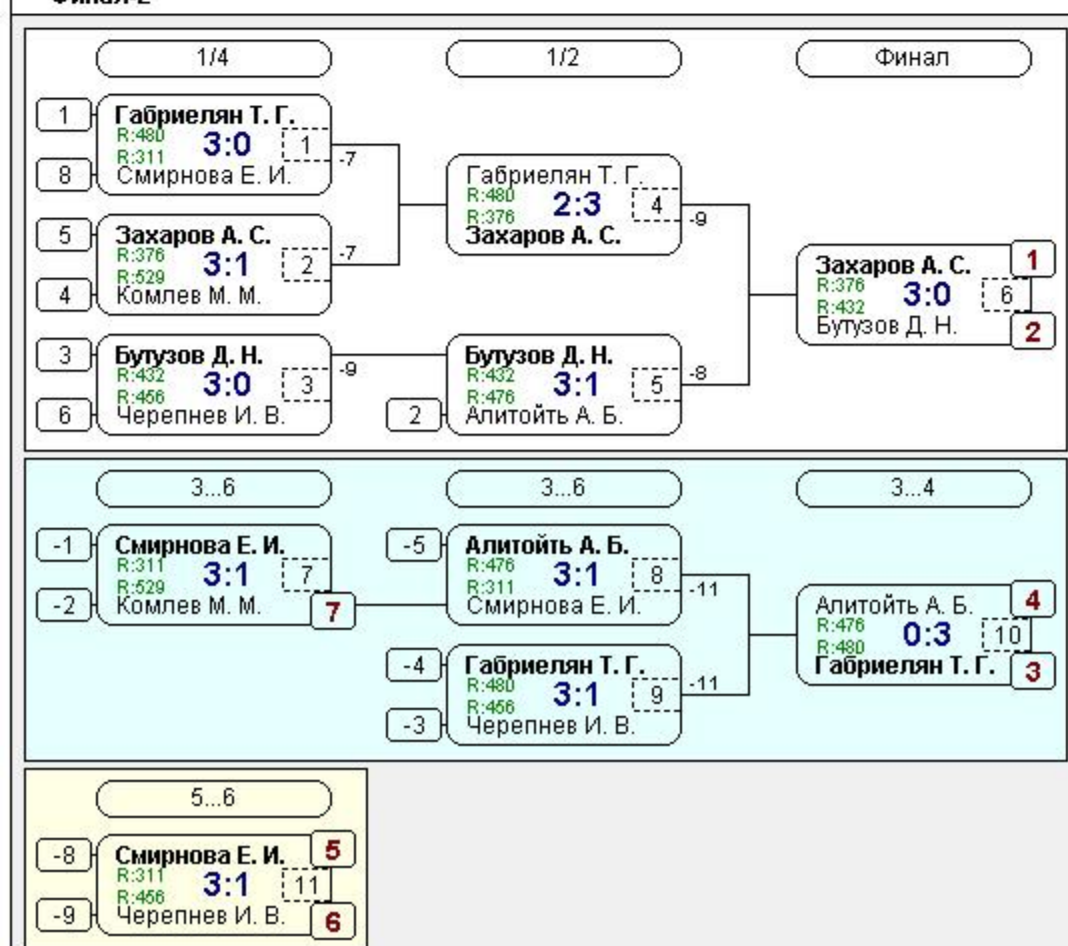 Финал-2
1/4 1/2 Финал
1 Габриелян Т. Г.
R:480 3:0 1 -7
R:311
8 Смирнова Е. И.
5 Захаров А. С.
R:376 3:1 2 -7
R:529
4 Комлев М. М.
3 Бутузов Д. Н.
R:432 3:0 3 -9
R:456
6 Черепнев И. В.
Габриелян Т. Г.
R:480 2:3 4 -9
R:376
Захаров А. С.
Бутузов Д. Н.
R:432 3:1 5 -8
R:476
2 Алитойть А. Б.
Захаров А. С. 1
R:376 3:0 6
R:432
Бутузов Д. Н. 2
3...6 3...6 3...4
-1 Смирнова Е. И.
R:311 3:1 7
R:529
-2 Комлев М. М. 7
-5 Алитойть А. Б.
R:476 3:1 8 -11
R:311
Смирнова Е. И.
-4 Габриелян Т. Г.
R:480 3:1 9 -11
R:456
-3 Черепнев И. В.
Алитойть А. Б. 4
R:476 0:3 10
R:480
Габриелян Т. Г. 3
5...6
-8 Смирнова Е. И. 5
R:311 3:1 11
R:456
-9 Черепнев И. В. 6